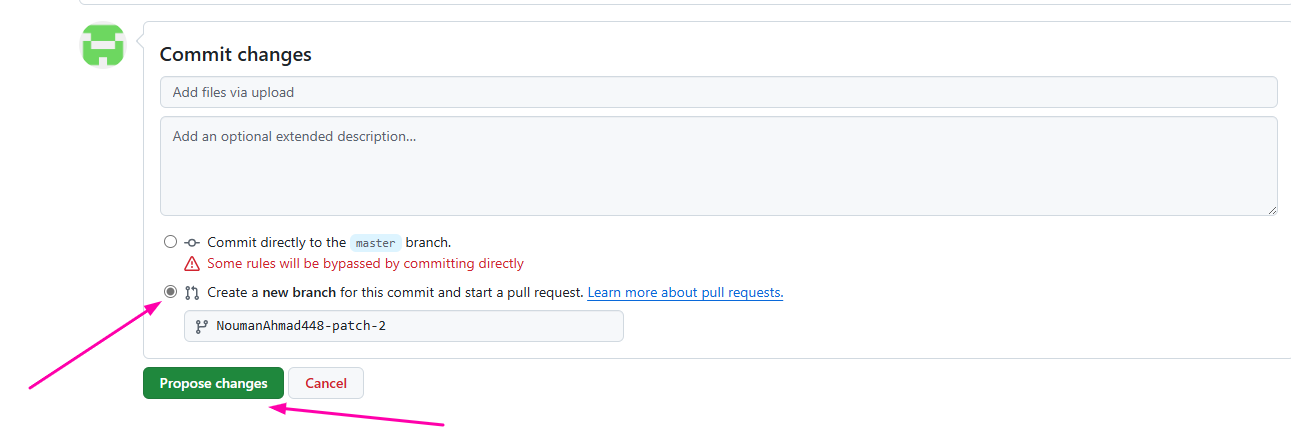 Commit changes
Add files via upload
Add an optional extended description...
Commit directly to the master branch.
Some rules will be bypassed by committing directly
Create a new branch for this commit and start a pull request. Learn more about pull requests.
NoumanAhmad448-patch-2
Propose changes Cancel